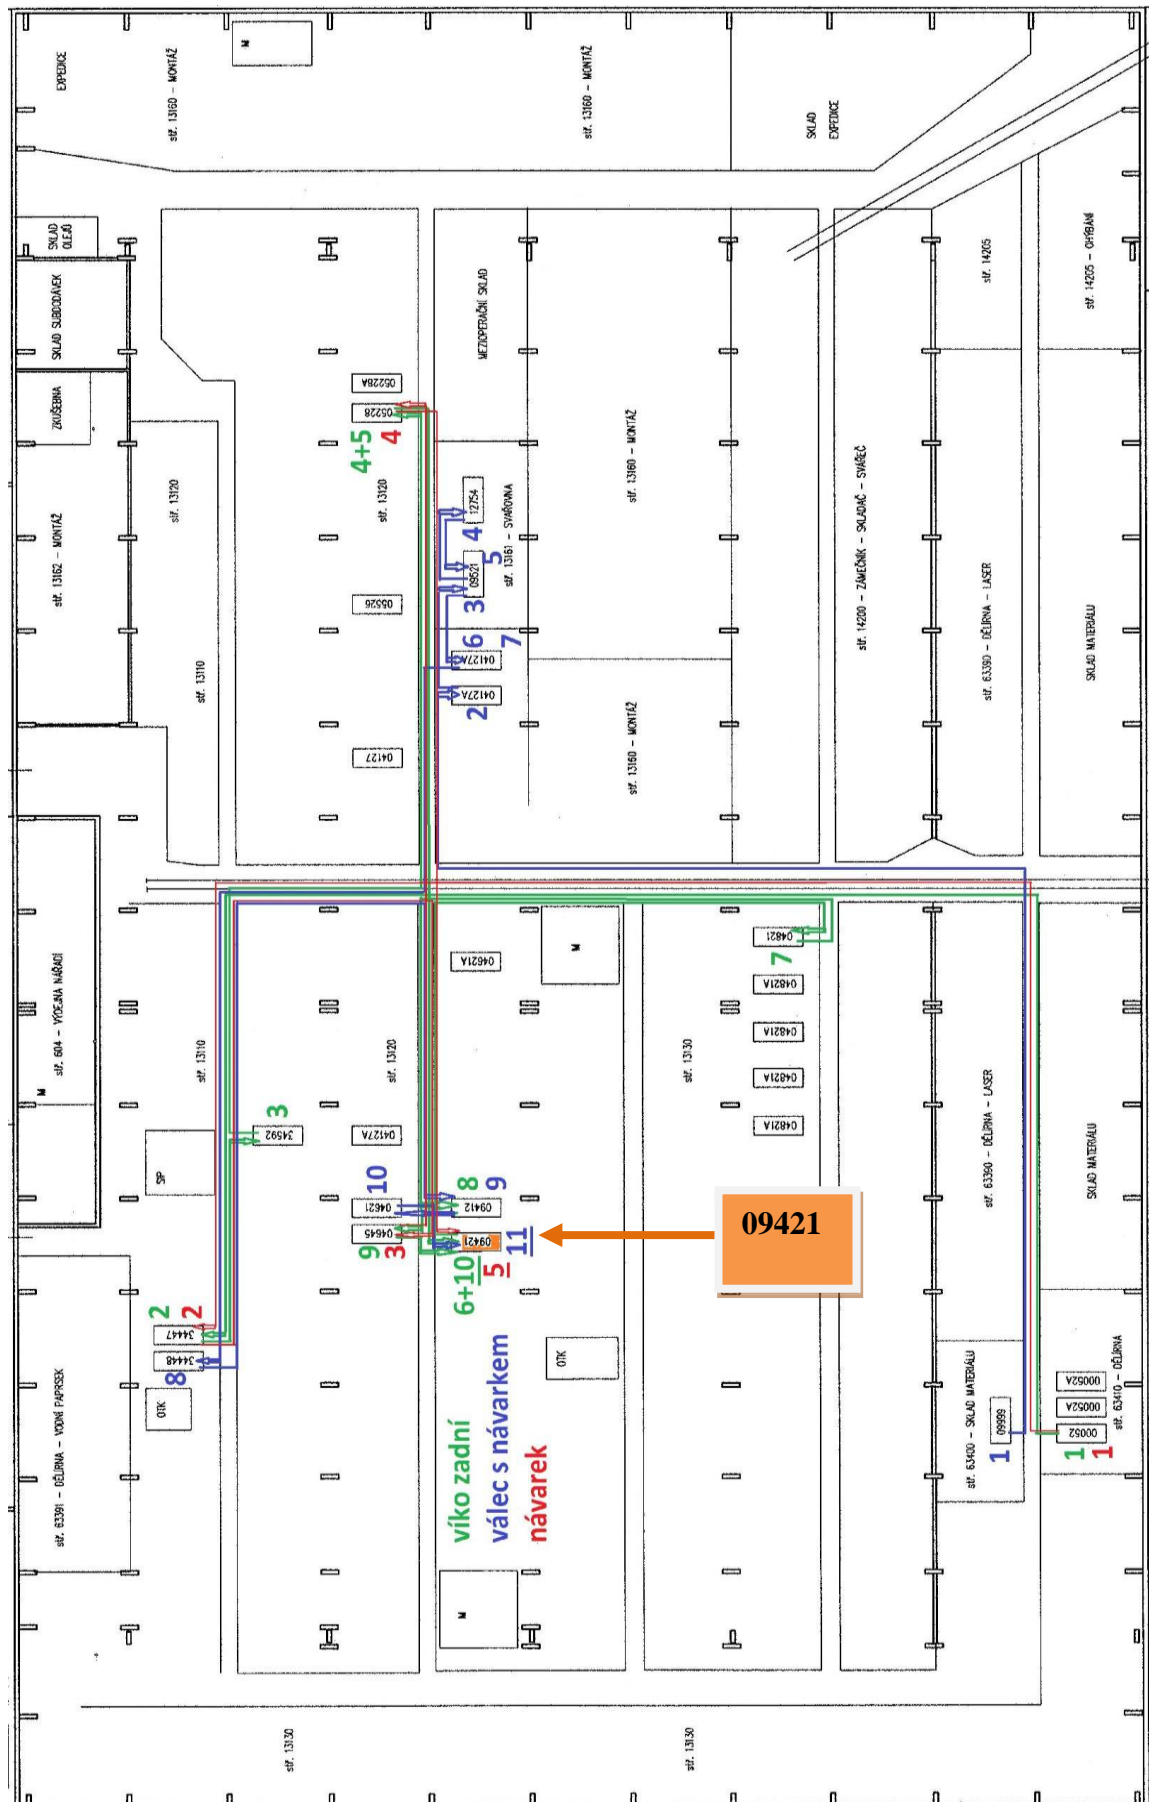 EXPEDICE
stř. 13160 – MONTÁŽ
M
stř. 13160 – MONTÁŽ
SKLAD
EXPEDICE
SKLAD
OLEJŮ
SKLAD SUBDODÁVEK
ZKUŠEBNA
stř. 13162 – MONTÁŽ
stř. 13120
stř. 13110
05228A
05228
4+5
4
stř. 13120
05526
04127
MEZIOPERAČNÍ SKLAD
12754
4
09521
5
3
stř. 13161 – SVAŘOVNA
6
7
04127A
04127A
2
stř. 13160 – MONTÁŽ
stř. 13160 – MONTÁŽ
stř. 14200 – ZÁMEČNÍK – SKLADAČ – SVÁŘEČ
stř. 14205
stř. 14205 – OHÝBÁNÍ
stř. 63390 – DĚLÍRNA – LASER
SKLAD MATERIÁLU
stř. 604 – VÝDEJNA NÁŘADÍ
M
stř. 13110
SP
34592
3
stř. 13120
04127A
04621
10
04645
9
3
04621A
M
09412
8
9
09421
6+10
5
11
09421
04821
7
04821A
04821A
04821A
04821A
stř. 13130
stř. 63390 – DĚLÍRNA – LASER
SKLAD MATERIÁLU
2
2
34447
34448
8
OTK
stř. 63391 – DĚLÍRNA – VODNÍ PAPRSEK
OTK
víko zadní
válec s návarkem
návarek
M
stř. 63400 – SKLAD MATERIÁLU
09999
1
00052A
00052A
00052
1
1
stř. 63410 – DĚLÍRNA
stř. 13130
stř. 13130